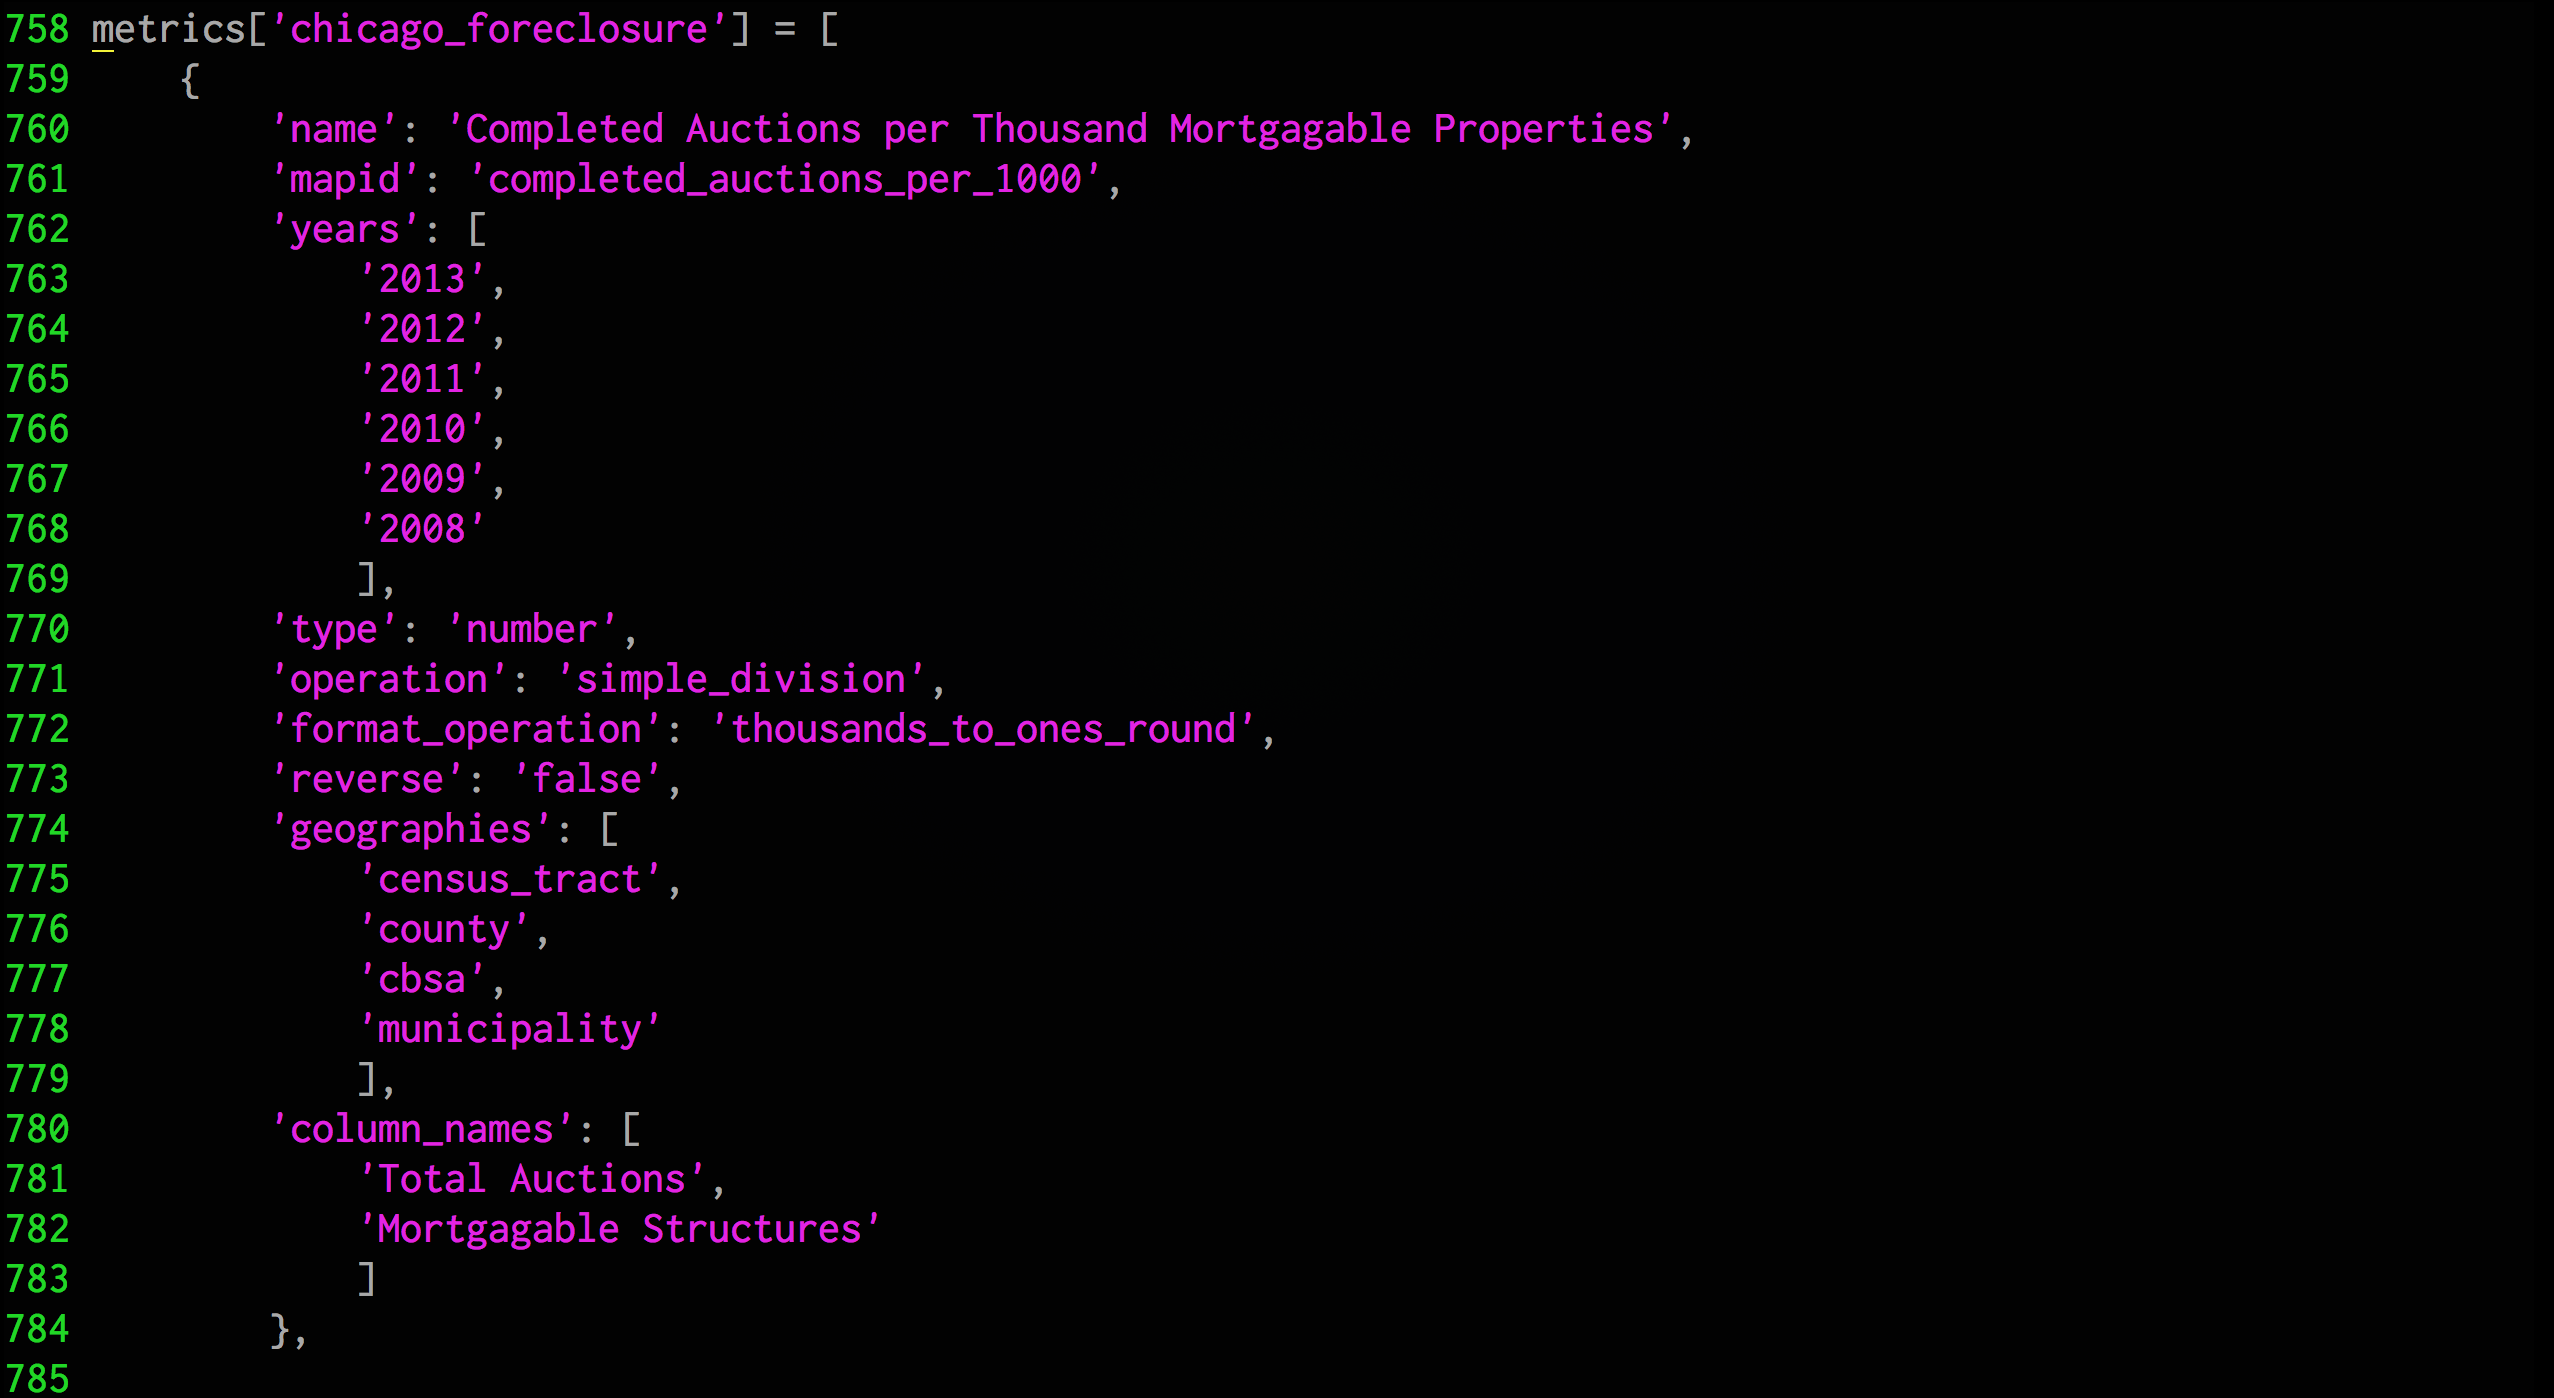 758 metrics['chicago_foreclosure'] = [
759     {
760         'name': 'Completed Auctions per Thousand Mortgagable Properties',
761         'mapid': 'completed_auctions_per_1000',
762         'years': [
763             '2013',
764             '2012',
765             '2011',
766             '2010',
767             '2009',
768             '2008'
769             ],
770         'type': 'number',
771         'operation': 'simple_division',
772         'format_operation': 'thousands_to_ones_round',
773         'reverse': 'false',
774         'geographies': [
775             'census_tract',
776             'county',
777             'cbsa',
778             'municipality'
779             ],
780         'column_names': [
781             'Total Auctions',
782             'Mortgagable Structures'
783             ]
784         },
785